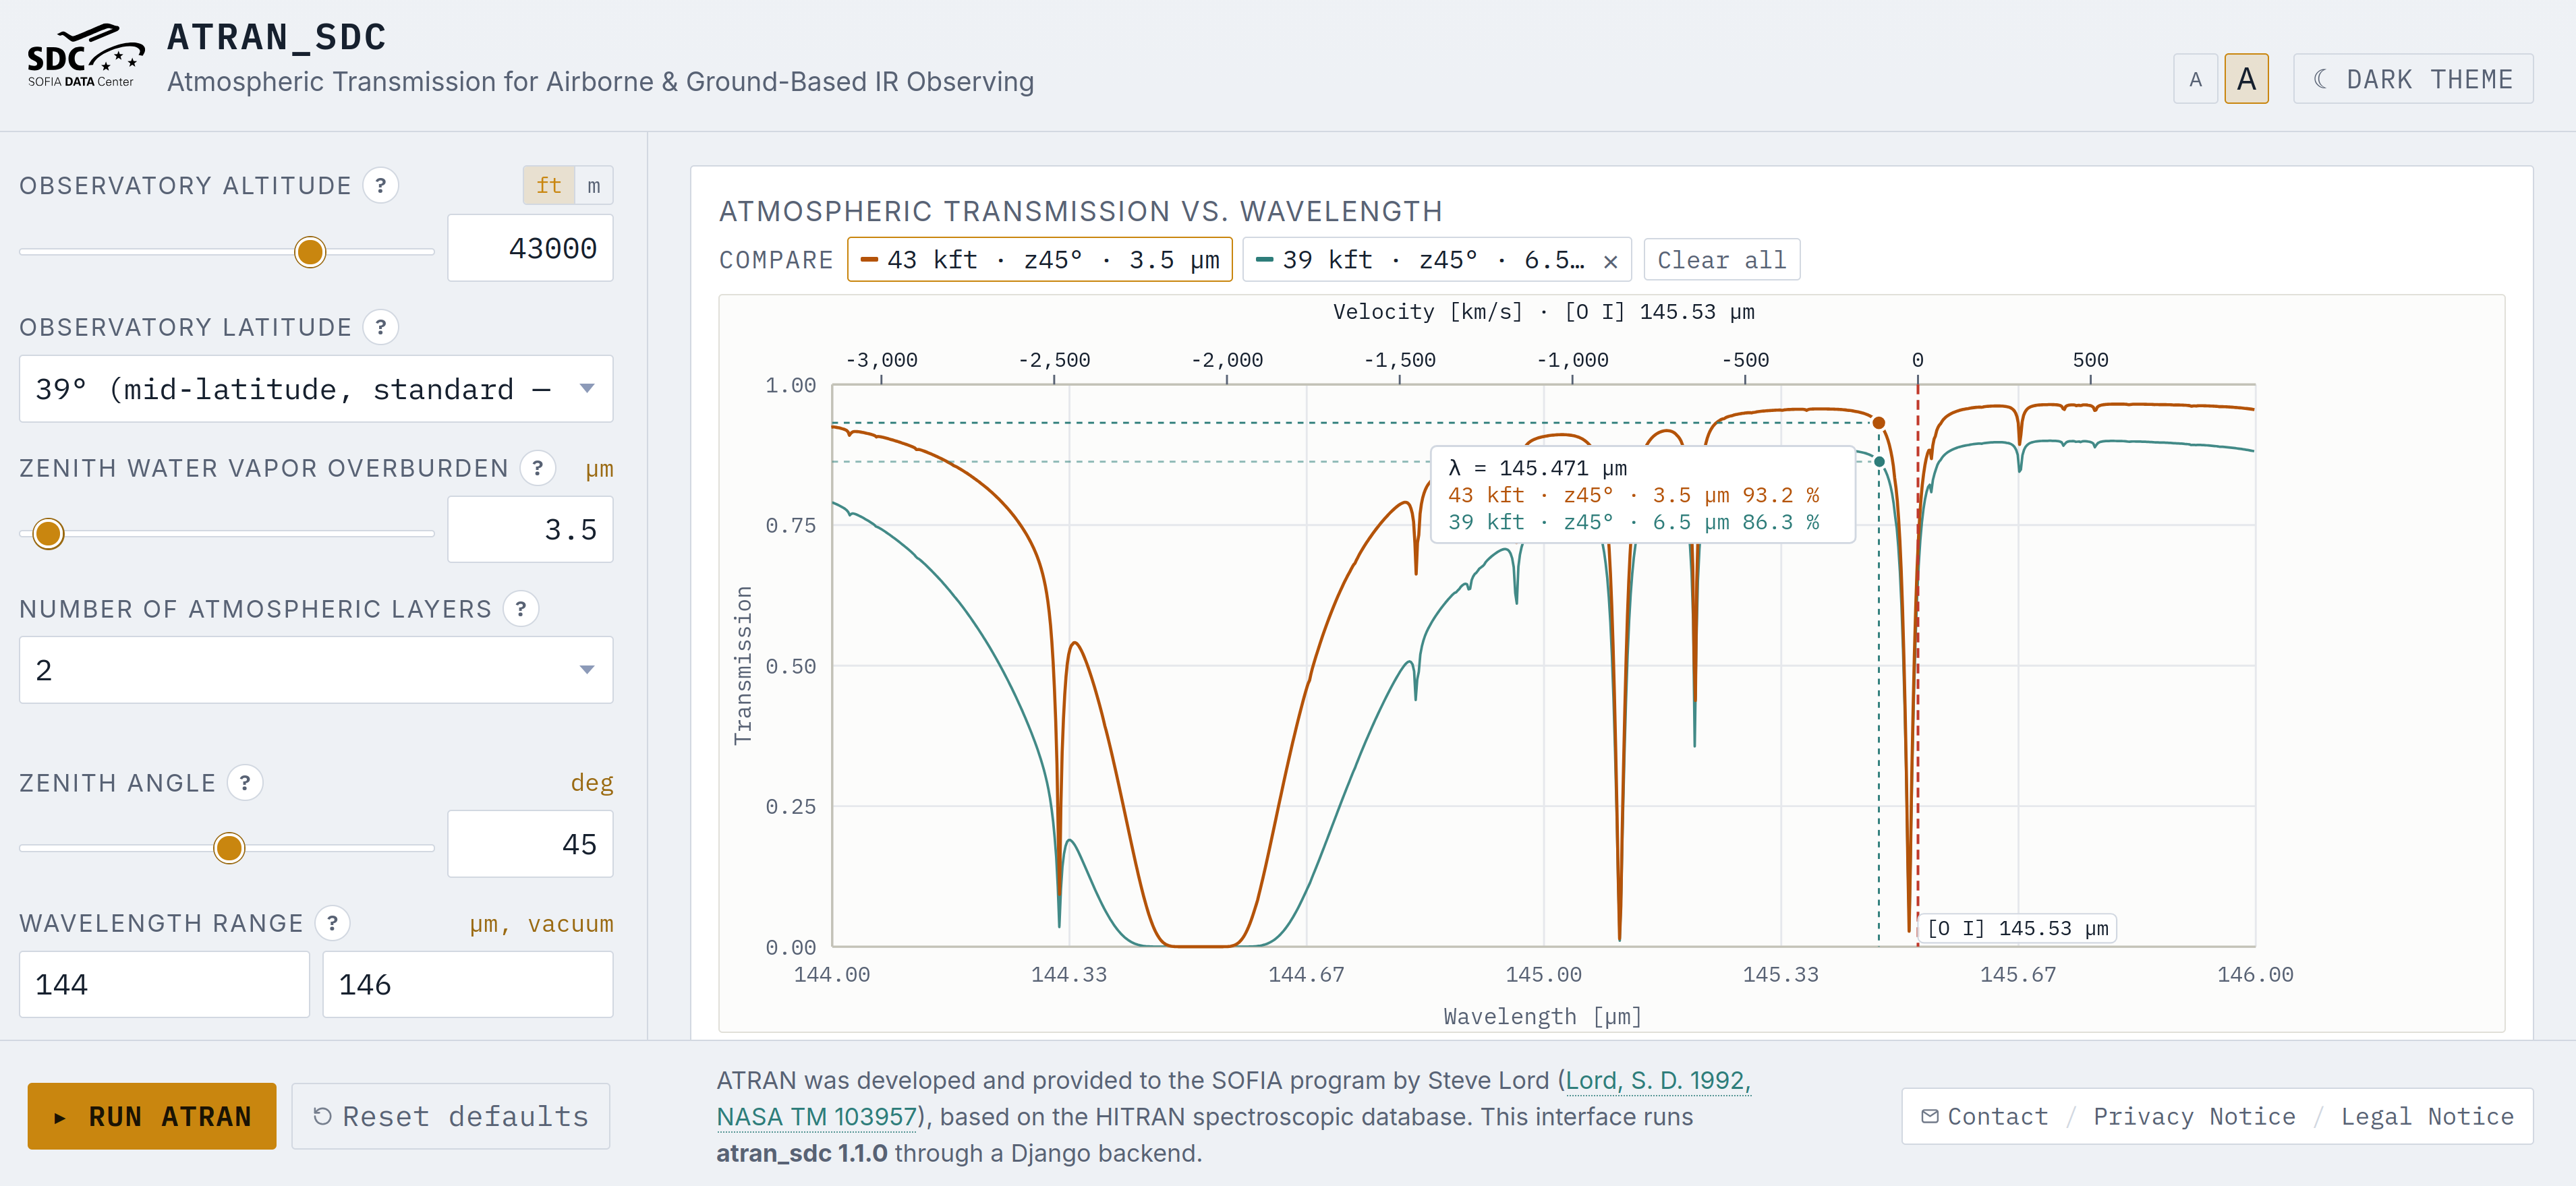 SDC
SOFIA DATA Center
ATRAN_SDC
Atmospheric Transmission for Airborne & Ground-Based IR Observing
A A ☾ DARK THEME
OBSERVATORY ALTITUDE ? ft m
43000
OBSERVATORY LATITUDE ?
39° (mid-latitude, standard —
ZENITH WATER VAPOR OVERBURDEN ? µm
3.5
NUMBER OF ATMOSPHERIC LAYERS ?
2
ZENITH ANGLE ? deg
45
WAVELENGTH RANGE ? µm, vacuum
144 146
▸ RUN ATRAN Reset defaults
ATMOSPHERIC TRANSMISSION VS. WAVELENGTH
COMPARE 43 kft · z45° · 3.5 µm 39 kft · z45° · 6.5… × Clear all
Velocity [km/s] · [O I] 145.53 µm
-3,000 -2,500 -2,000 -1,500 -1,000 -500 0 500
1.00
0.75
0.50
0.25
0.00
Transmission
λ = 145.471 µm
43 kft · z45° · 3.5 µm 93.2 %
39 kft · z45° · 6.5 µm 86.3 %
[O I] 145.53 µm
144.00 144.33 144.67 145.00 145.33 145.67 146.00
Wavelength [µm]
ATRAN was developed and provided to the SOFIA program by Steve Lord (Lord, S. D. 1992,
NASA TM 103957), based on the HITRAN spectroscopic database. This interface runs
atran_sdc 1.1.0 through a Django backend.
Contact / Privacy Notice / Legal Notice